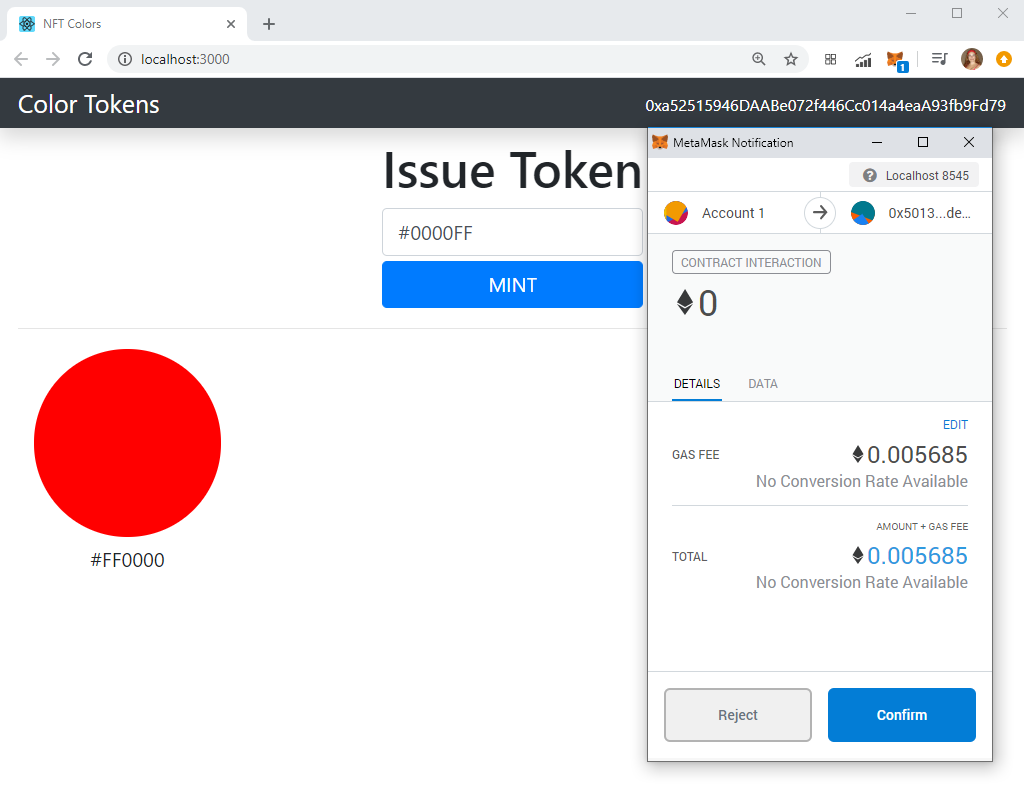 NFT Colors
localhost:3000
1
Color Tokens
0xa52515946DAABe072f446Cc014a4eaA93fb9Fd79
Issue Token
#0000FF
MINT
#FF0000
MetaMask Notification
? Localhost 8545
Account 1
0x5013...de...
CONTRACT INTERACTION
0
DETAILS DATA
EDIT
GAS FEE 0.005685
No Conversion Rate Available
AMOUNT + GAS FEE
TOTAL 0.005685
No Conversion Rate Available
Reject Confirm